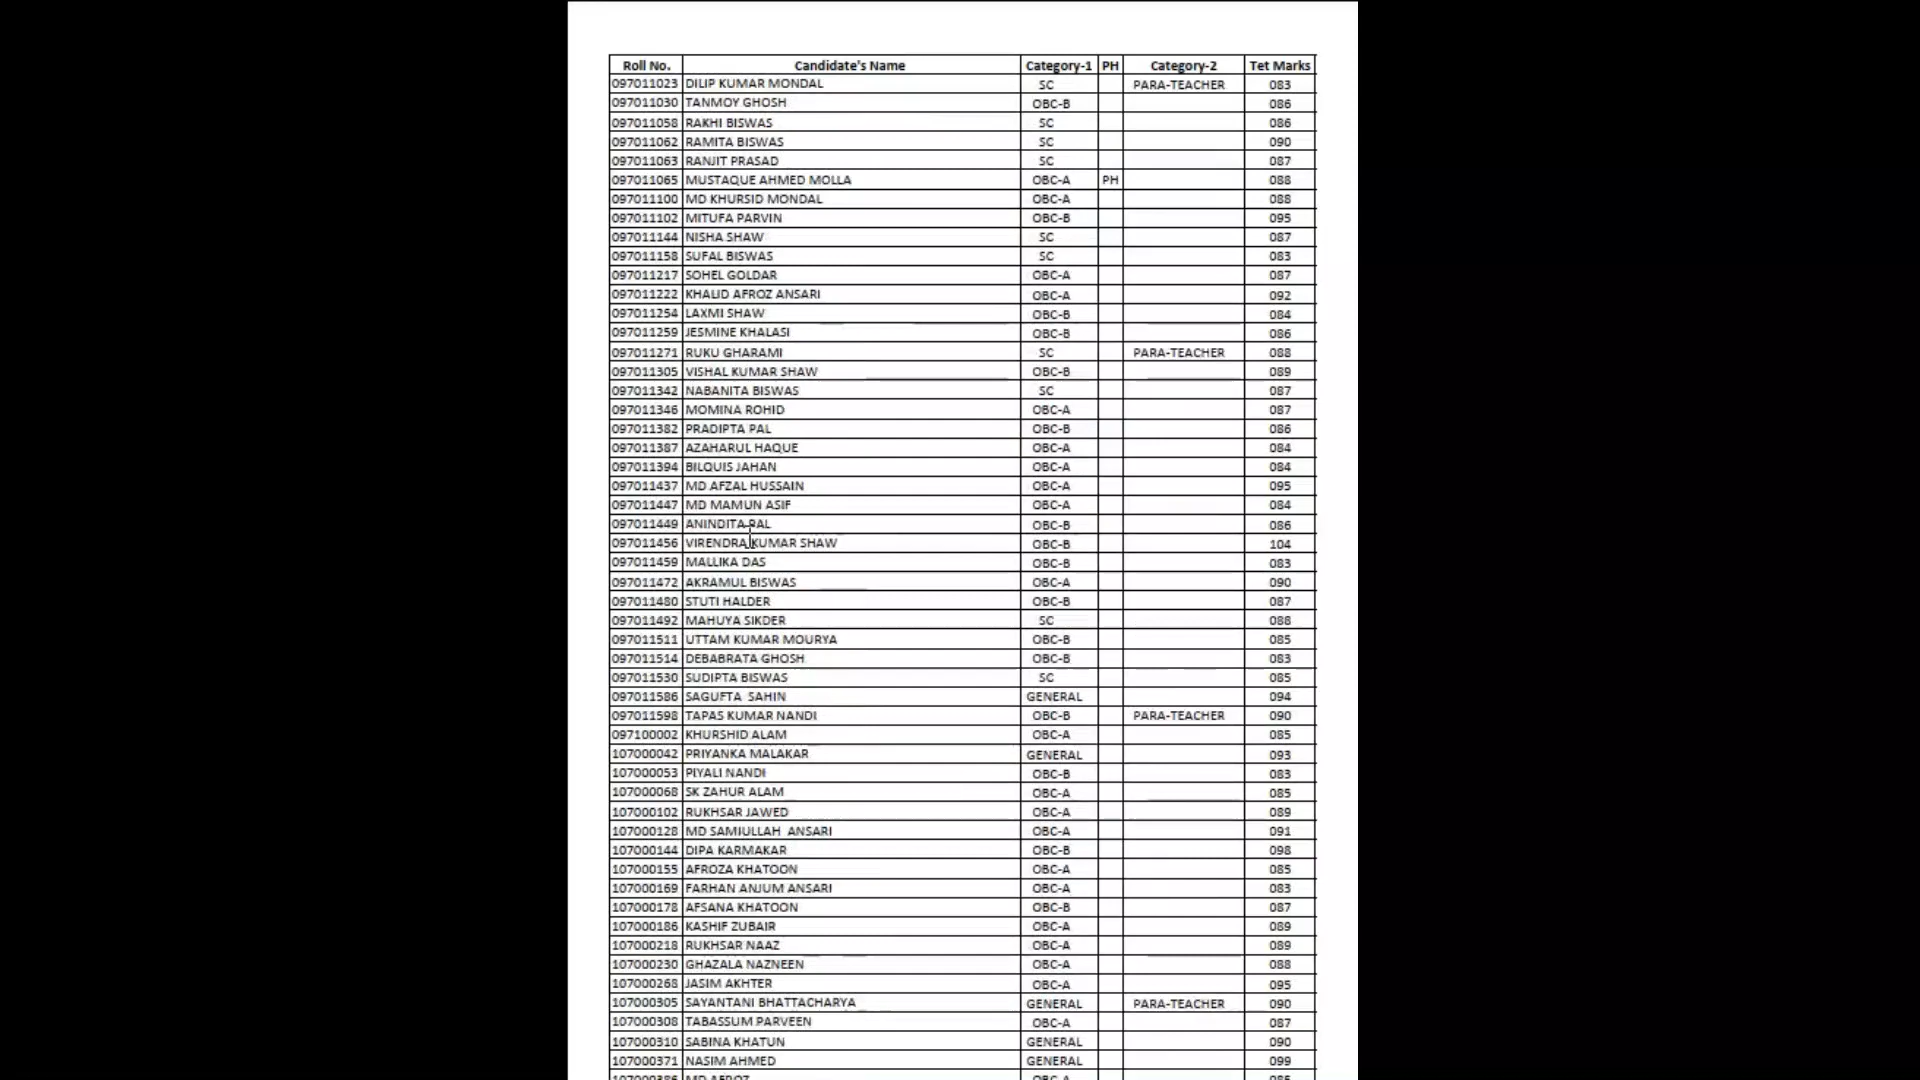 Roll No. Candidate's Name Category-1 PH Category-2 Tet Marks
097011023 DILIP KUMAR MONDAL SC PARA-TEACHER 083
097011030 TANMOY GHOSH OBC-B 086
097011058 RAKHI BISWAS SC 086
097011062 RAMITA BISWAS SC 090
097011063 RANJIT PRASAD SC 087
097011065 MUSTAQUE AHMED MOLLA OBC-A PH 088
097011100 MD KHURSID MONDAL OBC-A 088
097011102 MITUFA PARVIN OBC-B 095
097011144 NISHA SHAW SC 087
097011158 SUFAL BISWAS SC 083
097011217 SOHEL GOLDAR OBC-A 087
097011222 KHALID AFROZ ANSARI OBC-A 092
097011254 LAXMI SHAW OBC-B 084
097011259 JESMINE KHALASI OBC-B 086
097011271 RUKU GHARAMI SC PARA-TEACHER 088
097011305 VISHAL KUMAR SHAW OBC-B 089
097011342 NABANITA BISWAS SC 087
097011346 MOMINA ROHID OBC-A 087
097011382 PRADIPTA PAL OBC-B 086
097011387 AZAHARUL HAQUE OBC-A 084
097011394 BILQUIS JAHAN OBC-A 084
097011437 MD AFZAL HUSSAIN OBC-A 095
097011447 MD MAMUN ASIF OBC-A 084
097011449 ANINDITA PAL OBC-B 086
097011456 VIRENDRA KUMAR SHAW OBC-B 104
097011459 MALLIKA DAS OBC-B 083
097011472 AKRAMUL BISWAS OBC-A 090
097011480 STUTI HALDER OBC-B 087
097011492 MAHUYA SIKDER SC 088
097011511 UTTAM KUMAR MOURYA OBC-B 085
097011514 DEBABRATA GHOSH OBC-B 083
097011530 SUDIPTA BISWAS SC 085
097011586 SAGUFTA SAHIN GENERAL 094
097011598 TAPAS KUMAR NANDI OBC-B PARA-TEACHER 090
097100002 KHURSHID ALAM OBC-A 085
107000042 PRIYANKA MALAKAR GENERAL 093
107000053 PIYALI NANDI OBC-B 083
107000068 SK ZAHUR ALAM OBC-A 085
107000102 RUKHSAR JAWED OBC-A 089
107000128 MD SAMIULLAH ANSARI OBC-A 091
107000144 DIPA KARMAKAR OBC-B 098
107000155 AFROZA KHATOON OBC-A 085
107000169 FARHAN ANJUM ANSARI OBC-A 083
107000178 AFSANA KHATOON OBC-B 087
107000186 KASHIF ZUBAIR OBC-A 089
107000218 RUKHSAR NAAZ OBC-A 089
107000230 GHAZALA NAZNEEN OBC-A 088
107000268 JASIM AKHTER OBC-A 095
107000305 SAYANTANI BHATTACHARYA GENERAL PARA-TEACHER 090
107000308 TABASSUM PARVEEN OBC-A 087
107000310 SABINA KHATUN GENERAL 090
107000371 NASIM AHMED GENERAL 099
MD AFROZ OBC-A